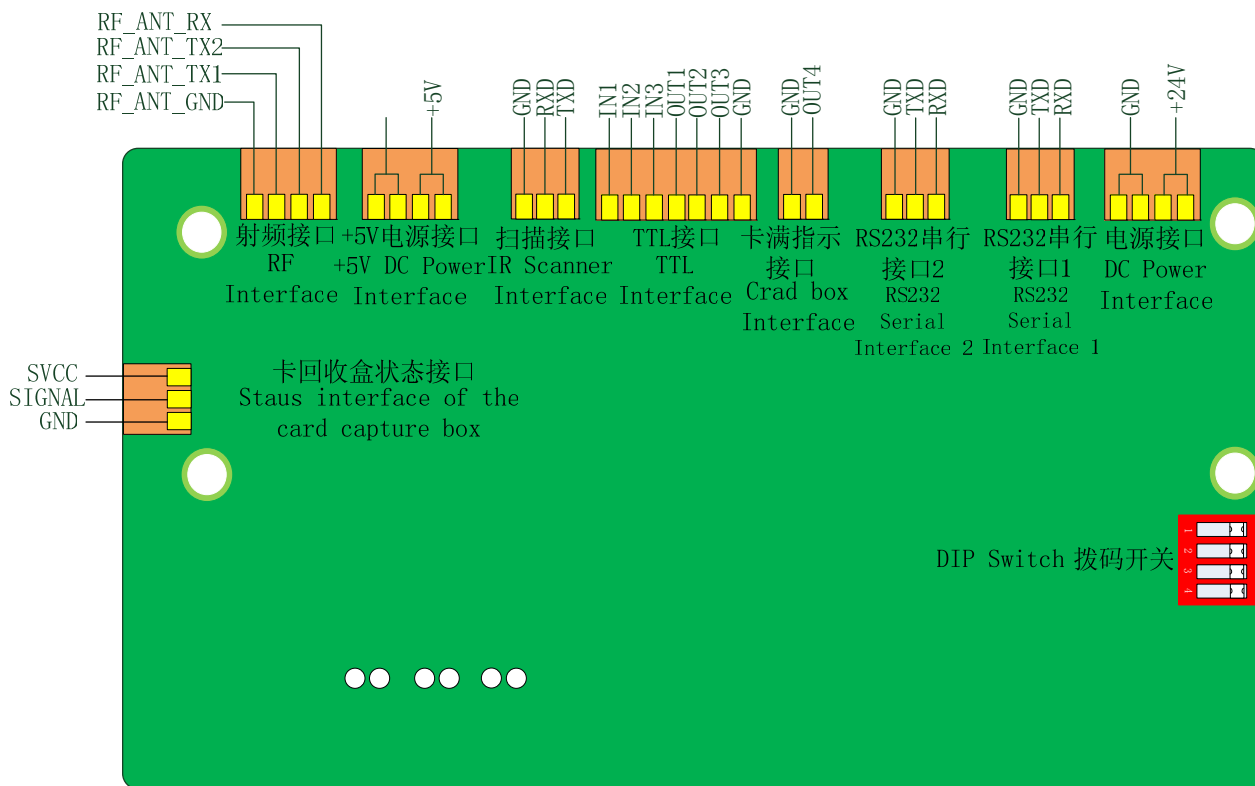 RF_ANT_RX
RF_ANT_TX2
RF_ANT_TX1
RF_ANT_GND
+5V
GND
RXD
TXD
IN1
IN2
IN3
OUT1
OUT2
OUT3
GND
GND
OUT4
GND
TXD
RXD
GND
TXD
RXD
GND
+24V
射频接口
RF
Interface
+5V电源接口
+5V DC Power
Interface
扫描接口
IR Scanner
Interface
TTL接口
TTL
Interface
卡满指示
接口
Crad box
Interface
RS232串行
接口2
RS232
Serial
Interface 2
RS232串行
接口1
RS232
Serial
Interface 1
电源接口
DC Power
Interface
SVCC
SIGNAL
GND
卡回收盒状态接口
Staus interface of the
card capture box
DIP Switch 拨码开关
1
2
3
4